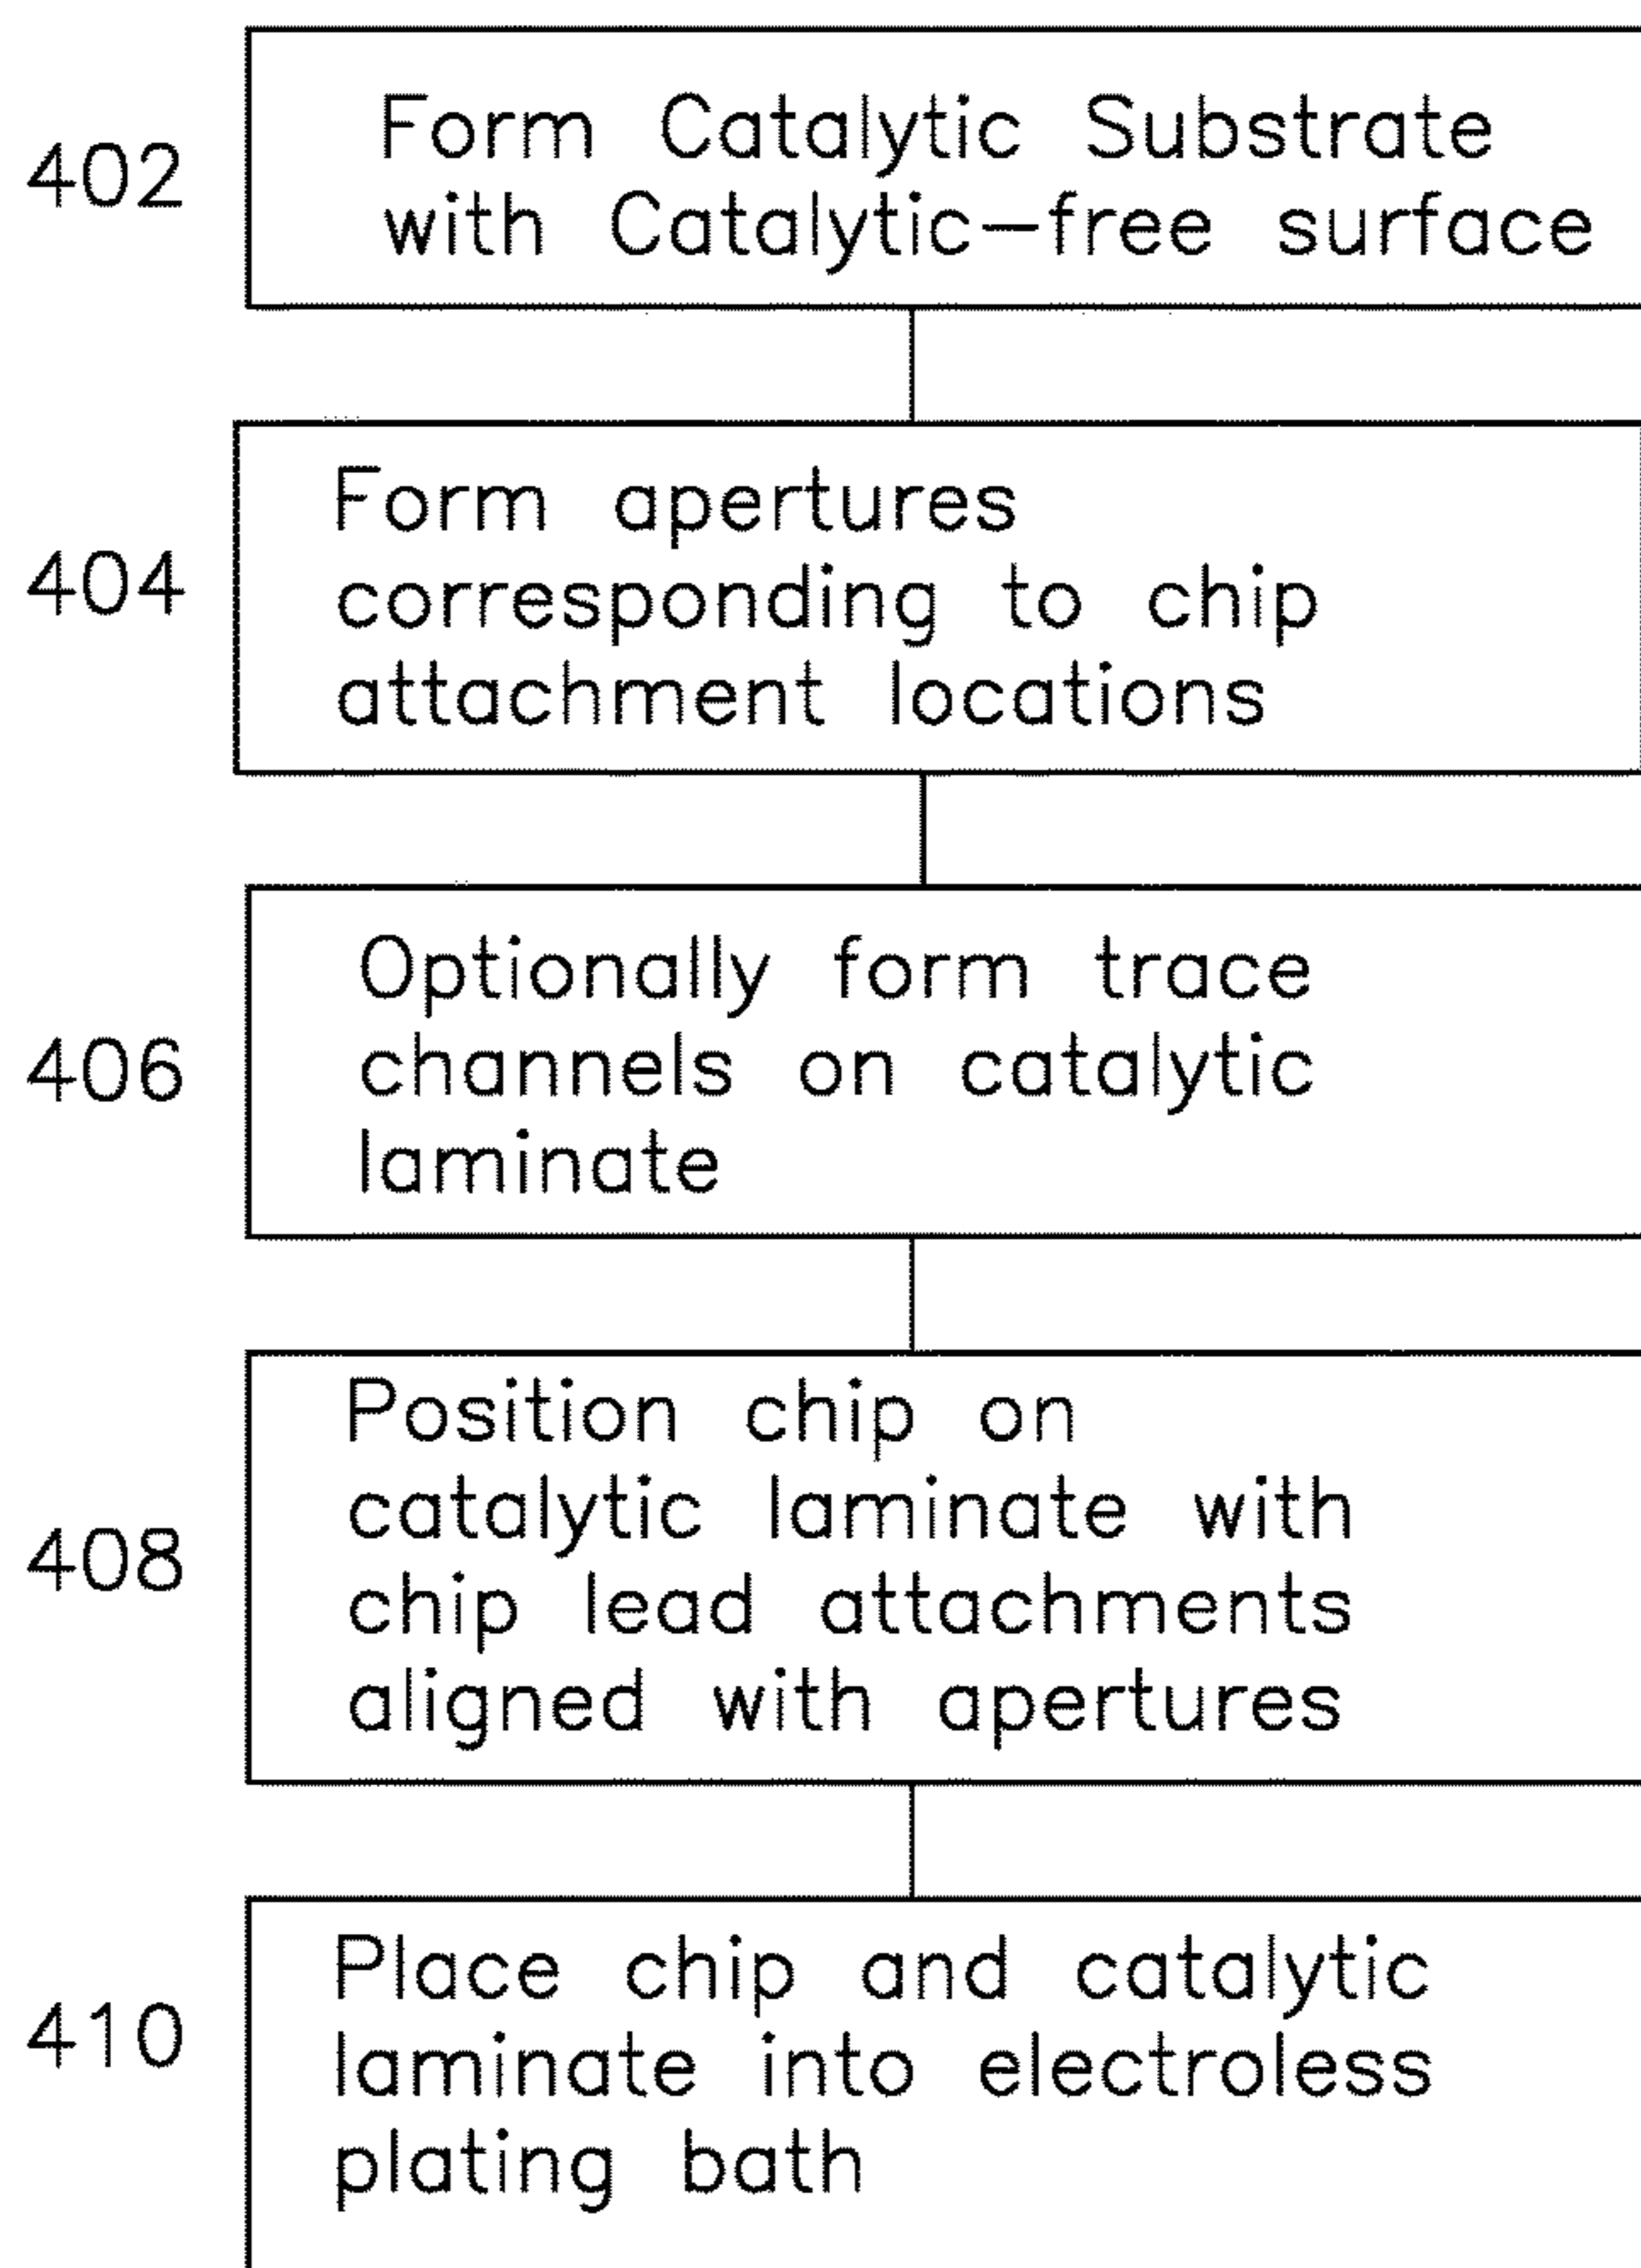 402
Form Catalytic Substrate
with Catalytic-free surface
404
Form apertures
corresponding to chip
attachment locations
406
Optionally form trace
channels on catalytic
laminate
408
Position chip on
catalytic laminate with
chip lead attachments
aligned with apertures
410
Place chip and catalytic
laminate into electroless
plating bath